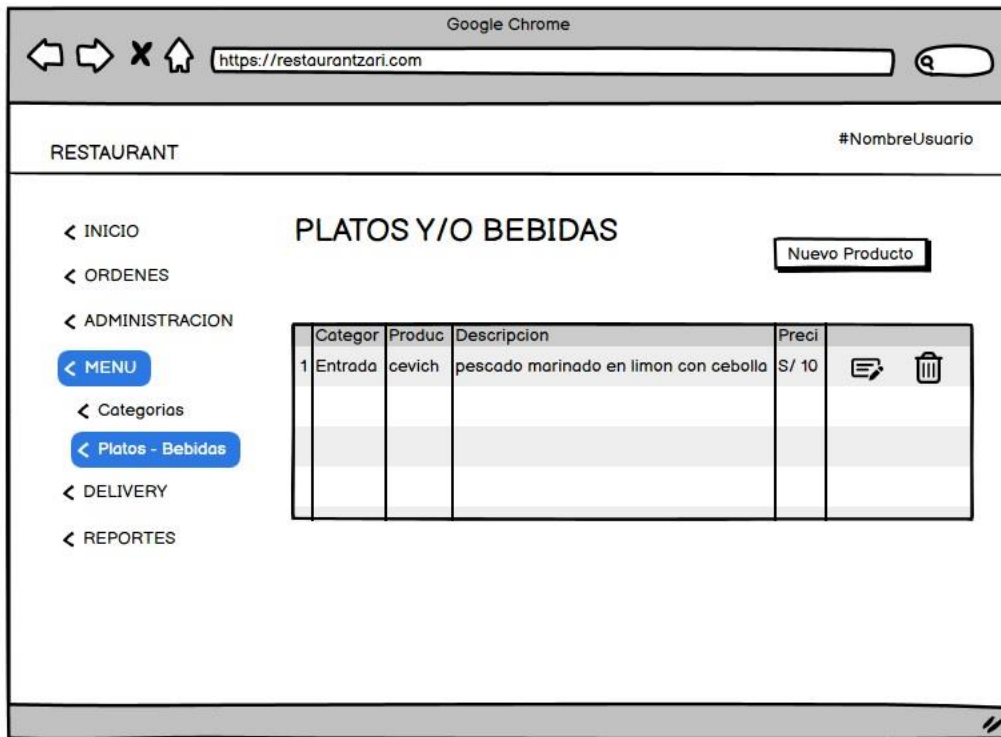 Google Chrome
https://restaurantzari.com
RESTAURANT
#NombreUsuario
INICIO
ORDENES
ADMINISTRACION
MENU
Categorias
Platos - Bebidas
DELIVERY
REPORTES
PLATOS Y/O BEBIDAS
Nuevo Producto
Categor Produc Descripcion Preci
1 Entrada cevich pescado marinado en limon con cebolla S/ 10